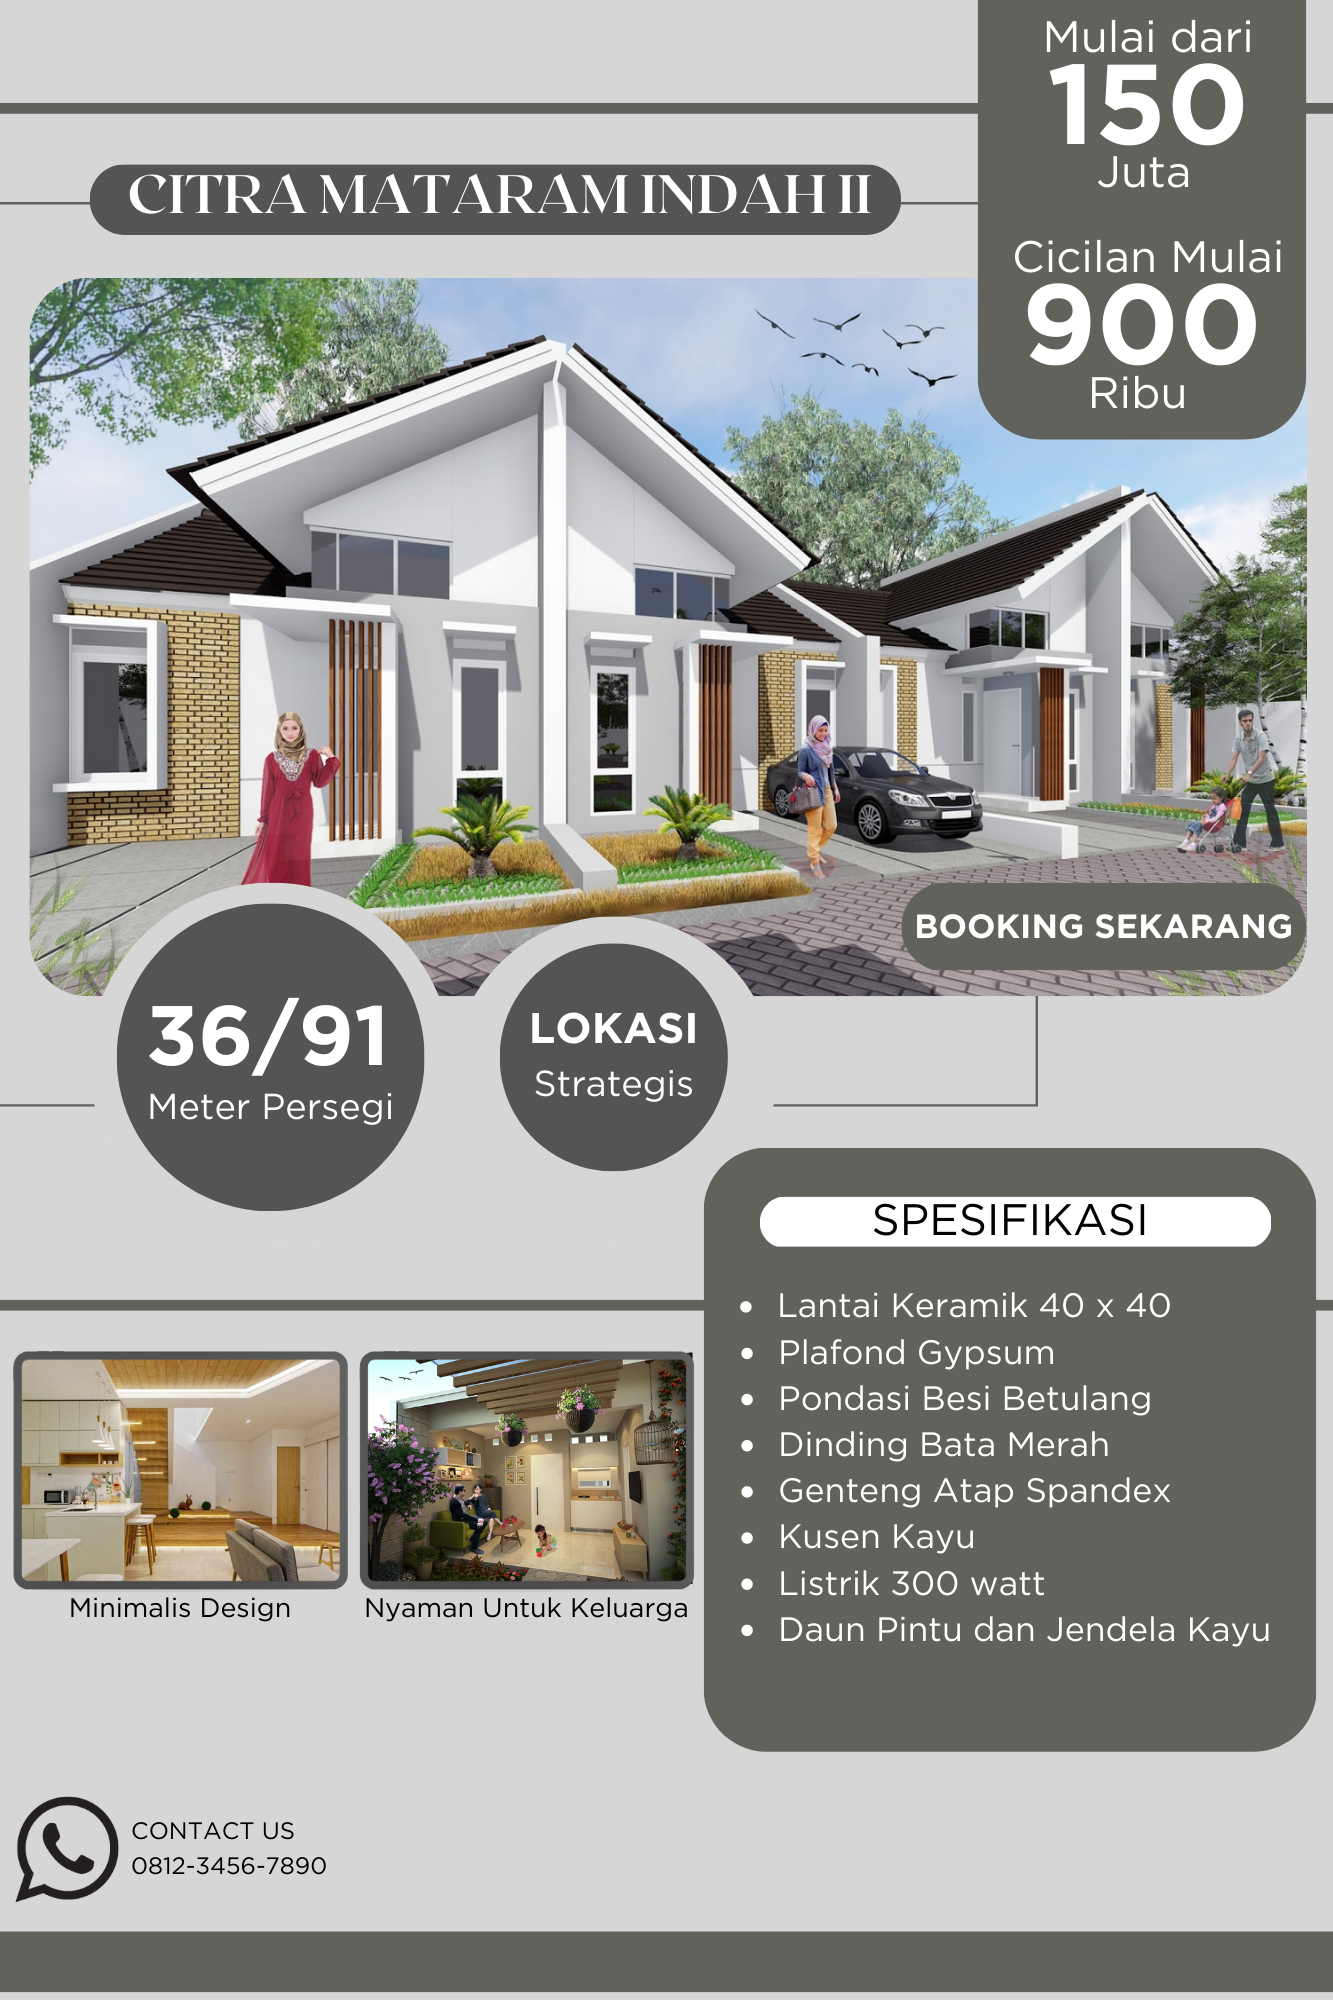 Mulai dari
150
Juta
Cicilan Mulai
900
Ribu
CITRA MATARAM INDAH II
BOOKING SEKARANG
36/91
Meter Persegi
LOKASI
Strategis
SPESIFIKASI
• Lantai Keramik 40 x 40
• Plafond Gypsum
• Pondasi Besi Betulang
• Dinding Bata Merah
• Genteng Atap Spandex
• Kusen Kayu
• Listrik 300 watt
• Daun Pintu dan Jendela Kayu
Minimalis Design
Nyaman Untuk Keluarga
CONTACT US
0812-3456-7890